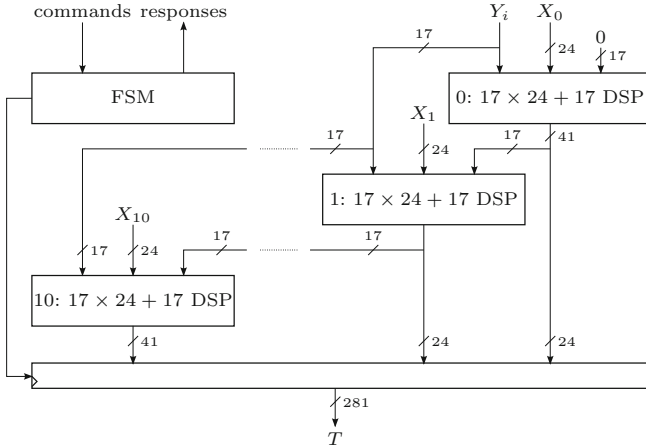 commands responses
Y_i
X_0
0
17
24
17
FSM
0: 17 × 24 + 17 DSP
X_1
41
17
24
17
1: 17 × 24 + 17 DSP
X_10
17
24
17
17
10: 17 × 24 + 17 DSP
41
24
24
281
T